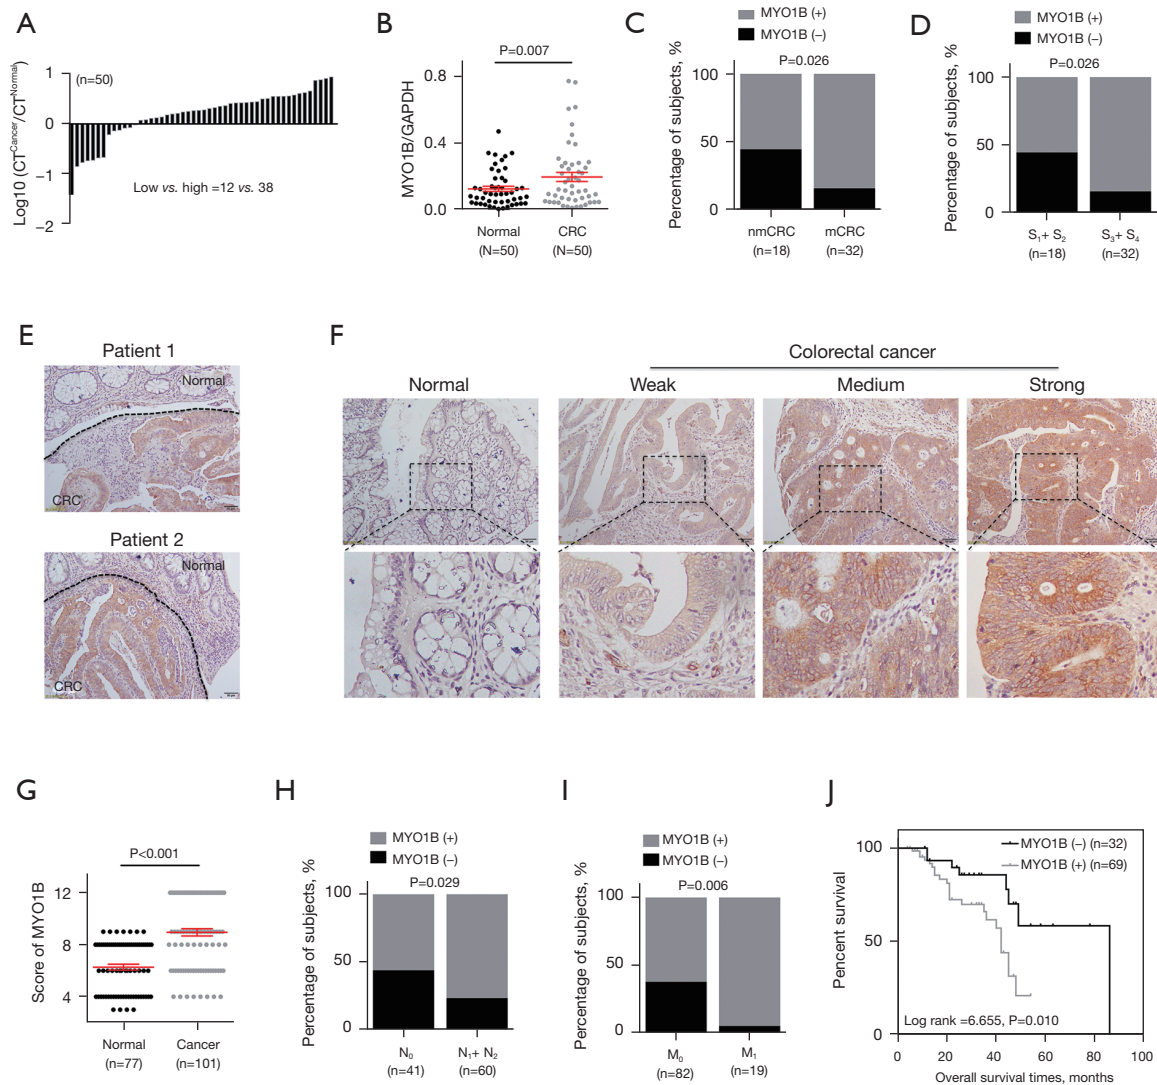 A
Log10 (CT^Cancer/CT^Normal)
1
0
−1
−2
(n=50)
Low vs. high =12 vs. 38
B
P=0.007
MYO1B/GAPDH
0.8
0.4
0.0
Normal
(N=50)
CRC
(N=50)
C
MYO1B (+)
MYO1B (−)
P=0.026
Percentage of subjects, %
100
50
0
nmCRC
(n=18)
mCRC
(n=32)
D
MYO1B (+)
MYO1B (−)
P=0.026
Percentage of subjects, %
100
50
0
S₁+ S₂
(n=18)
S₃+ S₄
(n=32)
E
Patient 1
Normal
CRC
Patient 2
Normal
CRC
F
Colorectal cancer
Normal
Weak
Medium
Strong
G
P<0.001
Score of MYO1B
12
8
4
Normal
(n=77)
Cancer
(n=101)
H
MYO1B (+)
MYO1B (−)
P=0.029
Percentage of subjects, %
100
50
0
N₀
(n=41)
N₁+ N₂
(n=60)
I
MYO1B (+)
MYO1B (−)
P=0.006
Percentage of subjects, %
100
50
0
M₀
(n=82)
M₁
(n=19)
J
MYO1B (−) (n=32)
MYO1B (+) (n=69)
Percent survival
100
50
0
Log rank =6.655, P=0.010
0
20
40
60
80
100
Overall survival times, months